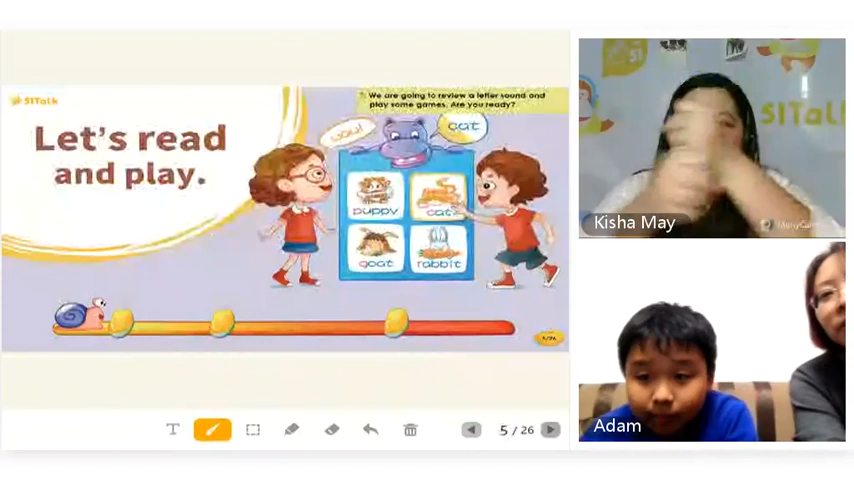 51Talk
We are going to review a letter sound and
play some games. Are you ready?
Let's read
and play.
cat
puppy
cat
goat
rabbit
5 / 26
51
51Talk
Kisha May
Adam